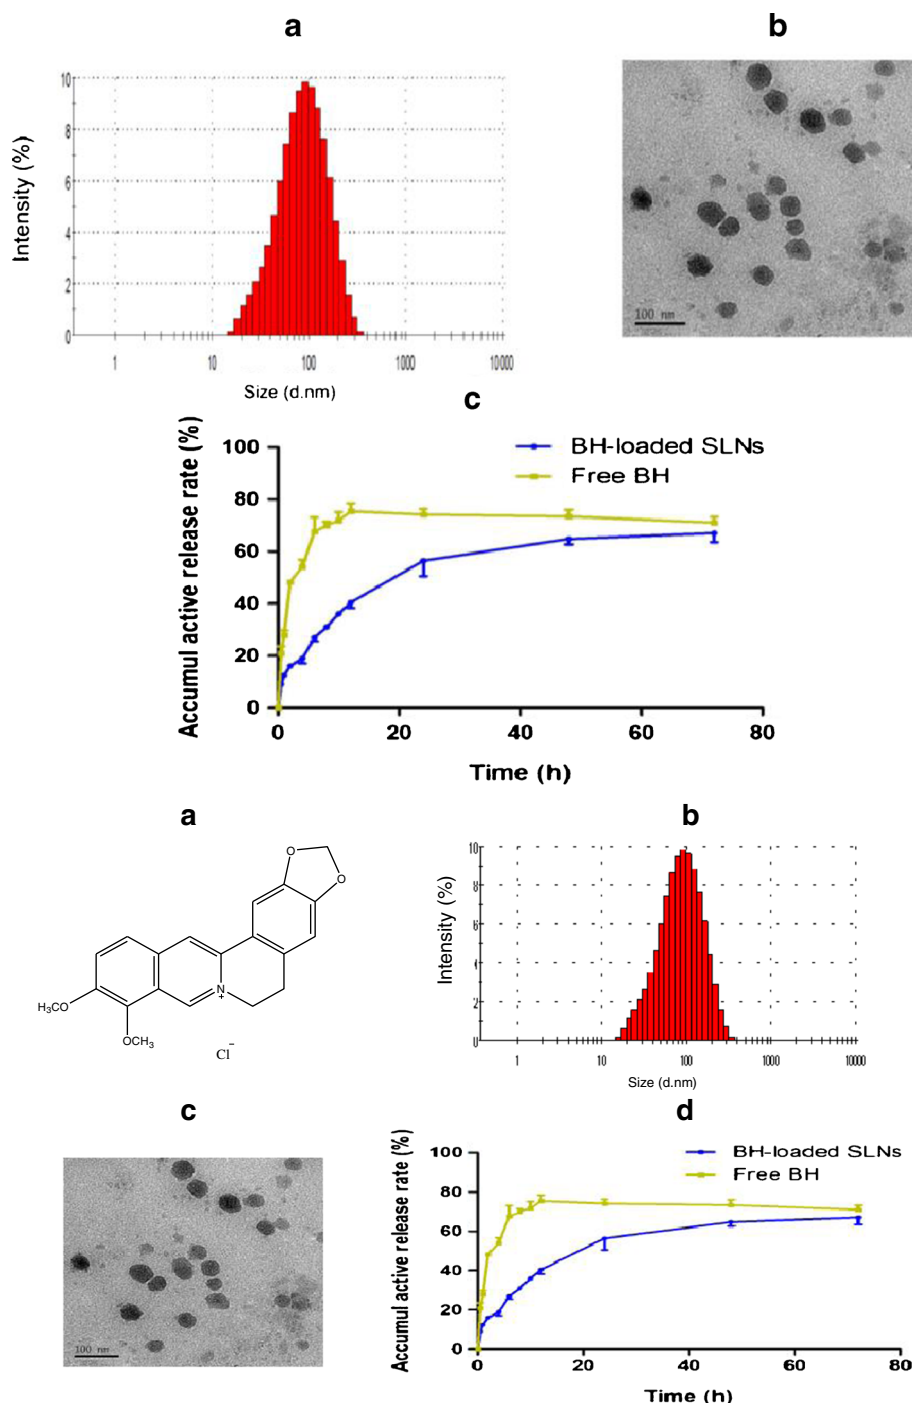 a
b
Intensity (%)
10
8
6
4
2
0
1
10
100
1000
10000
Size (d.nm)
100 nm
c
Accumul active release rate (%)
100
80
60
40
20
0
BH-loaded SLNs
Free BH
0
20
40
60
80
Time (h)
a
b
O
O
N
+
H3CO
OCH3
Cl−
Intensity (%)
10
8
6
4
2
0
1
10
100
1000
10000
Size (d.nm)
c
d
100 nm
Accumul active release rate (%)
100
80
60
40
20
0
BH-loaded SLNs
Free BH
0
20
40
60
80
Time (h)